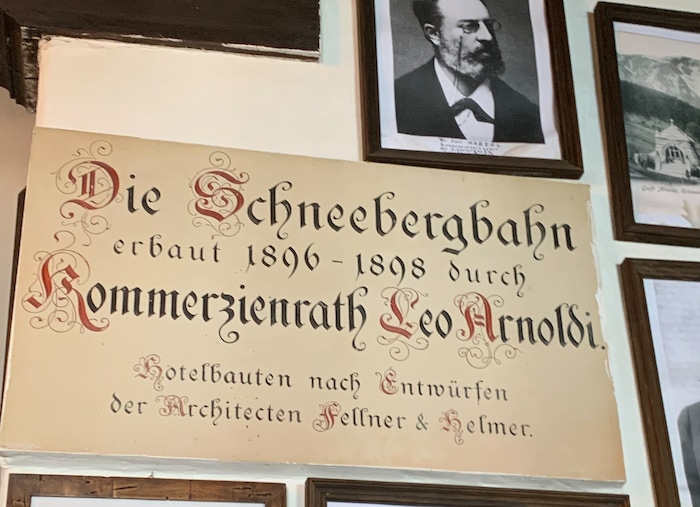 Die Schneebergbahn
erbaut 1896 - 1898 durch
Kommerzienrath Leo Arnoldi.
Hotelbauten nach Entwürfen
der Architecten Fellner & Helmer.